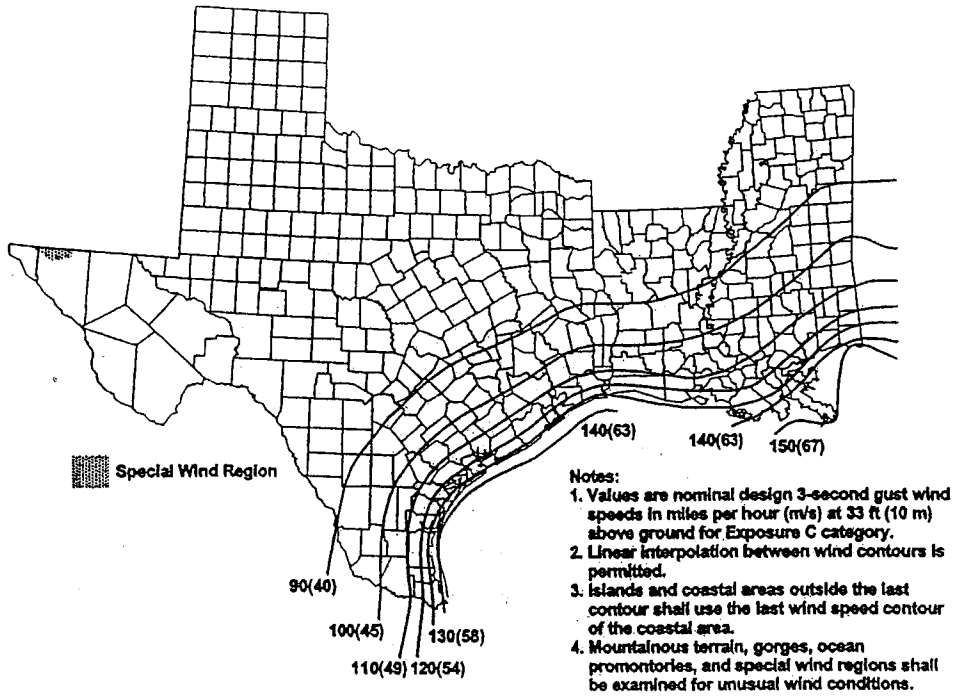 140(63)
140(63)
150(67)
Special Wind Region
90(40)
100(45)
130(58)
110(49) 120(54)
Notes:
1. Values are nominal design 3-second gust wind
speeds in miles per hour (m/s) at 33 ft (10 m)
above ground for Exposure C category.
2. Linear interpolation between wind contours is
permitted.
3. Islands and coastal areas outside the last
contour shall use the last wind speed contour
of the coastal area.
4. Mountainous terrain, gorges, ocean
promontories, and special wind regions shall
be examined for unusual wind conditions.